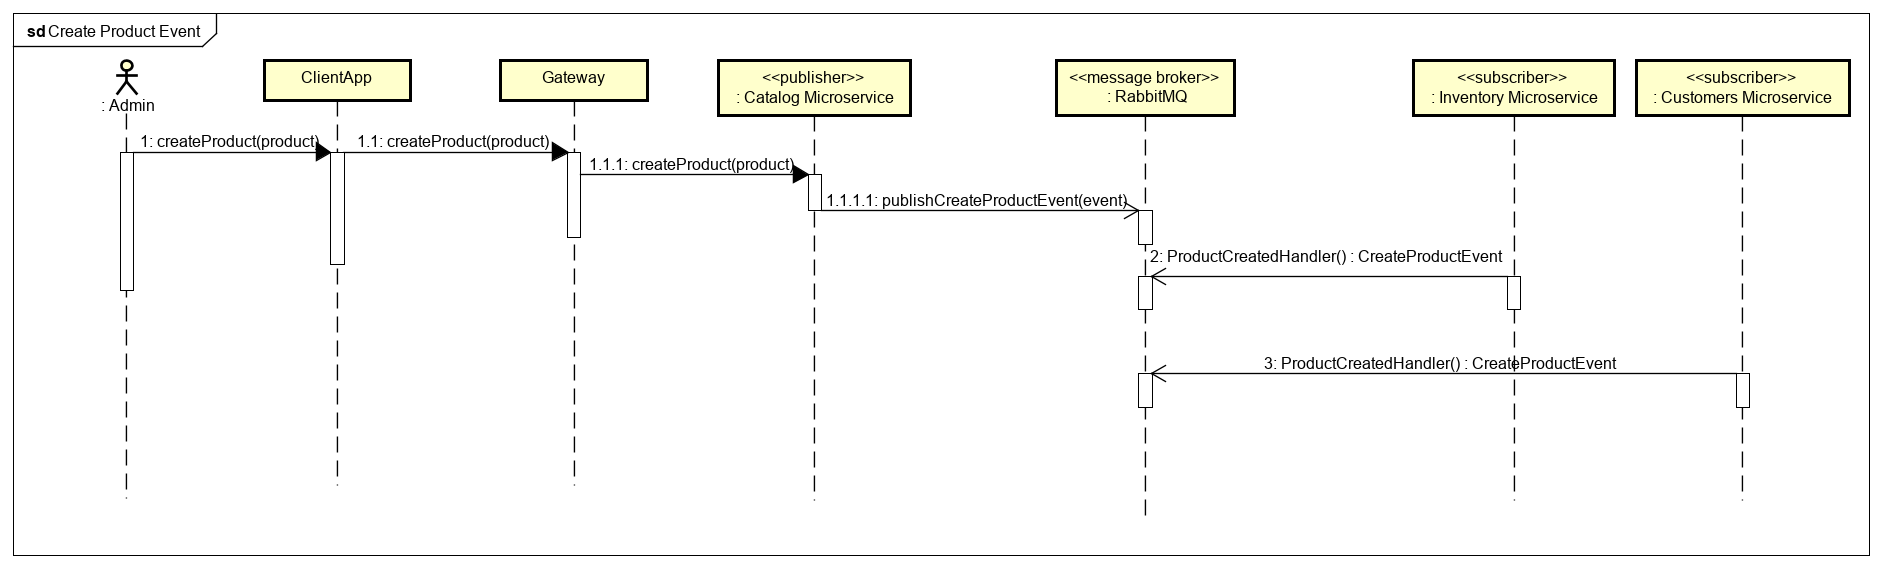 sd Create Product Event
: Admin
ClientApp
Gateway
<<publisher>>
: Catalog Microservice
<<message broker>>
: RabbitMQ
<<subscriber>>
: Inventory Microservice
<<subscriber>>
: Customers Microservice
1: createProduct(product)
1.1: createProduct(product)
1.1.1: createProduct(product)
1.1.1.1: publishCreateProductEvent(event)
2: ProductCreatedHandler() : CreateProductEvent
3: ProductCreatedHandler() : CreateProductEvent